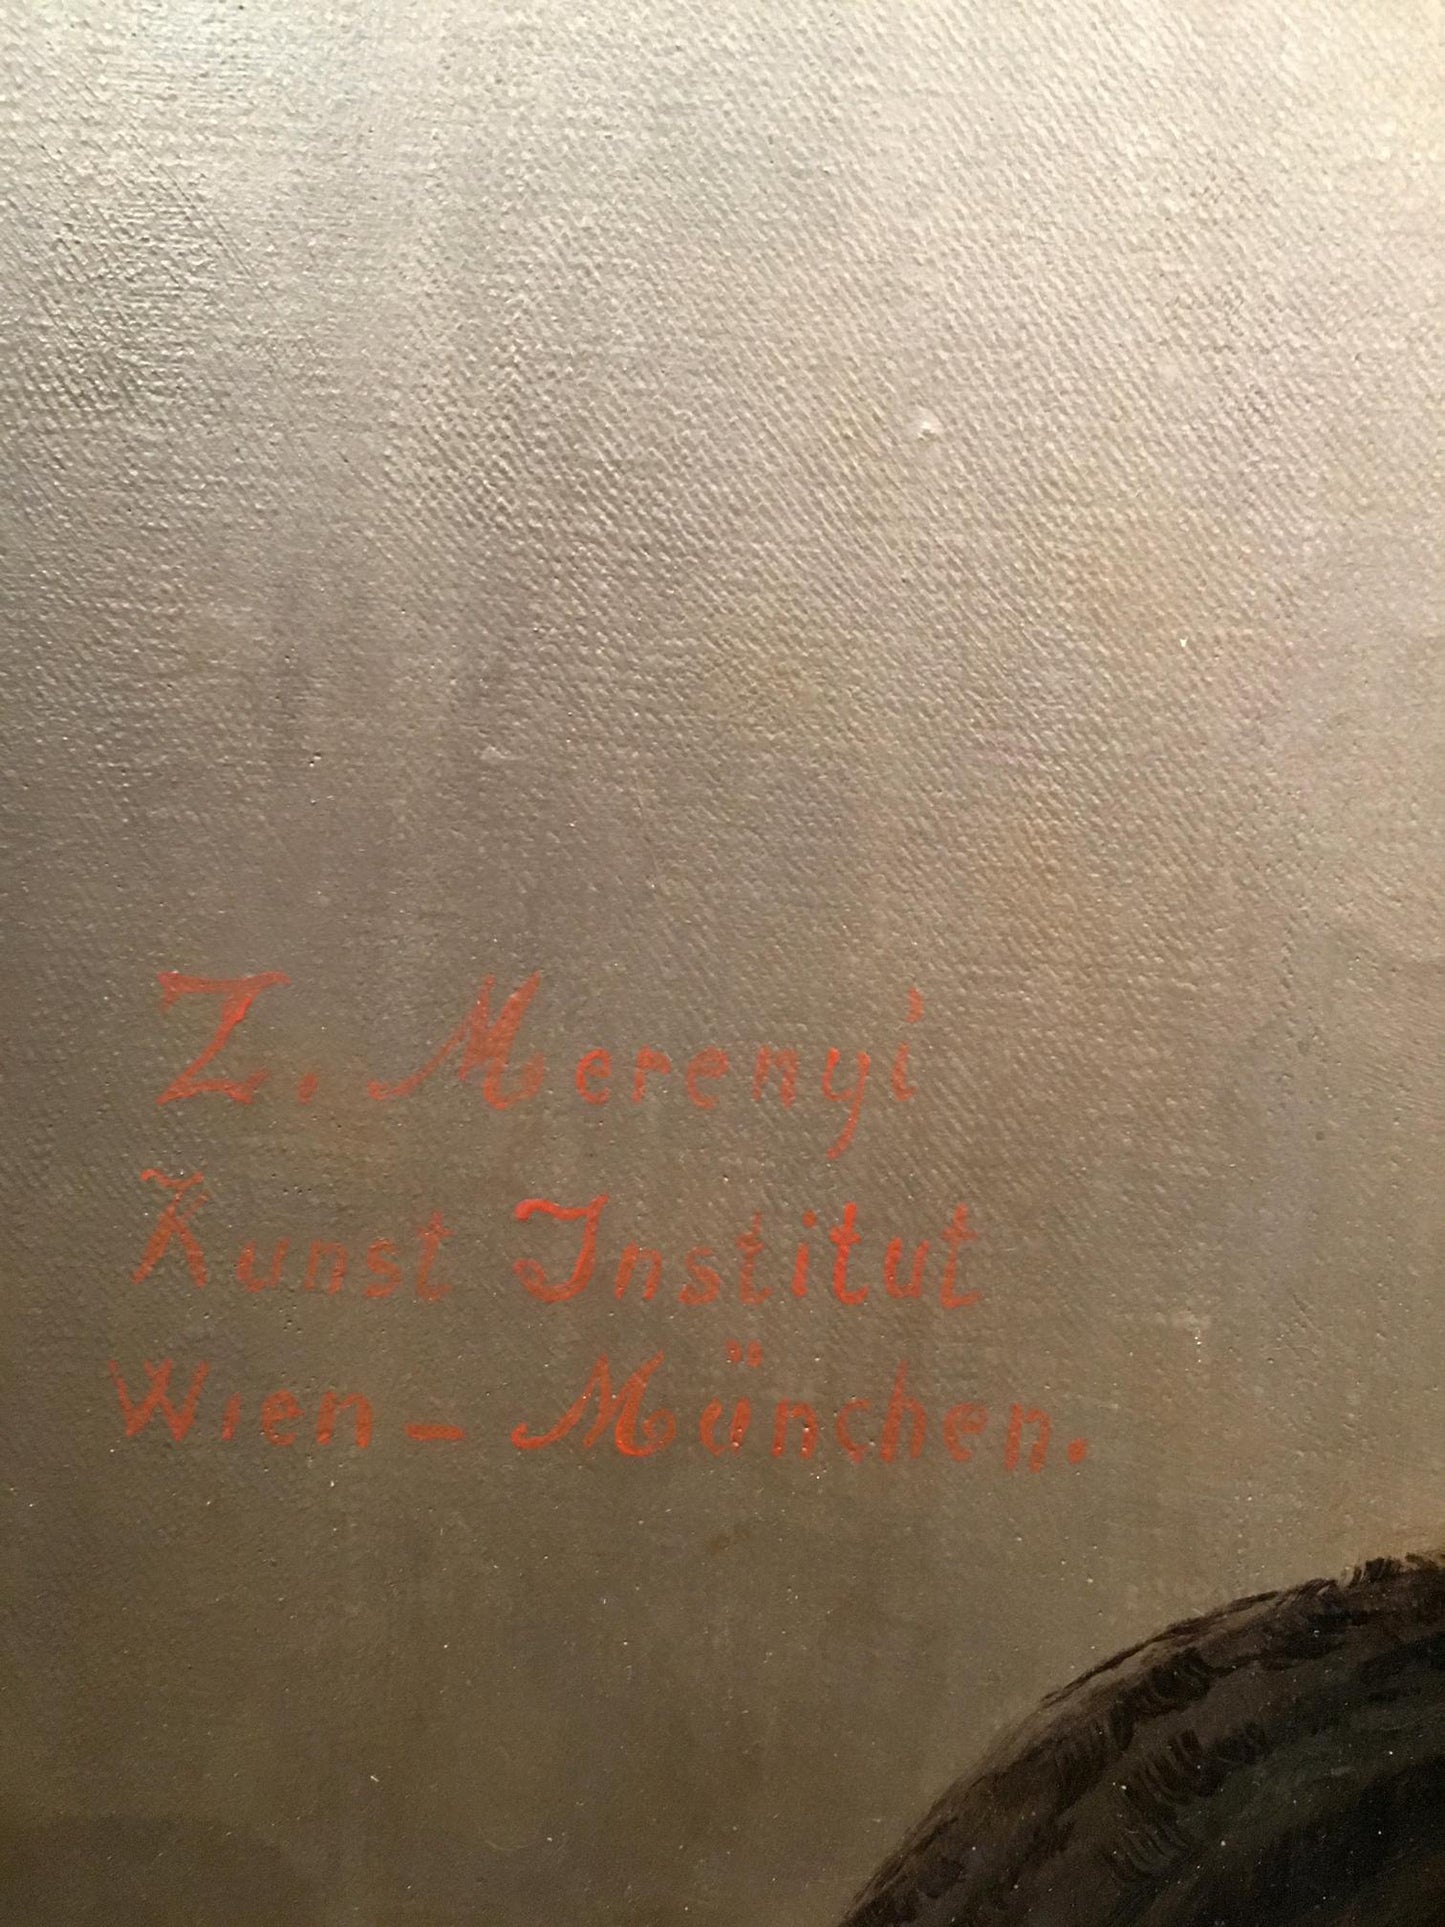 Z. Merenyi
Kunst Institut
Wien - München.